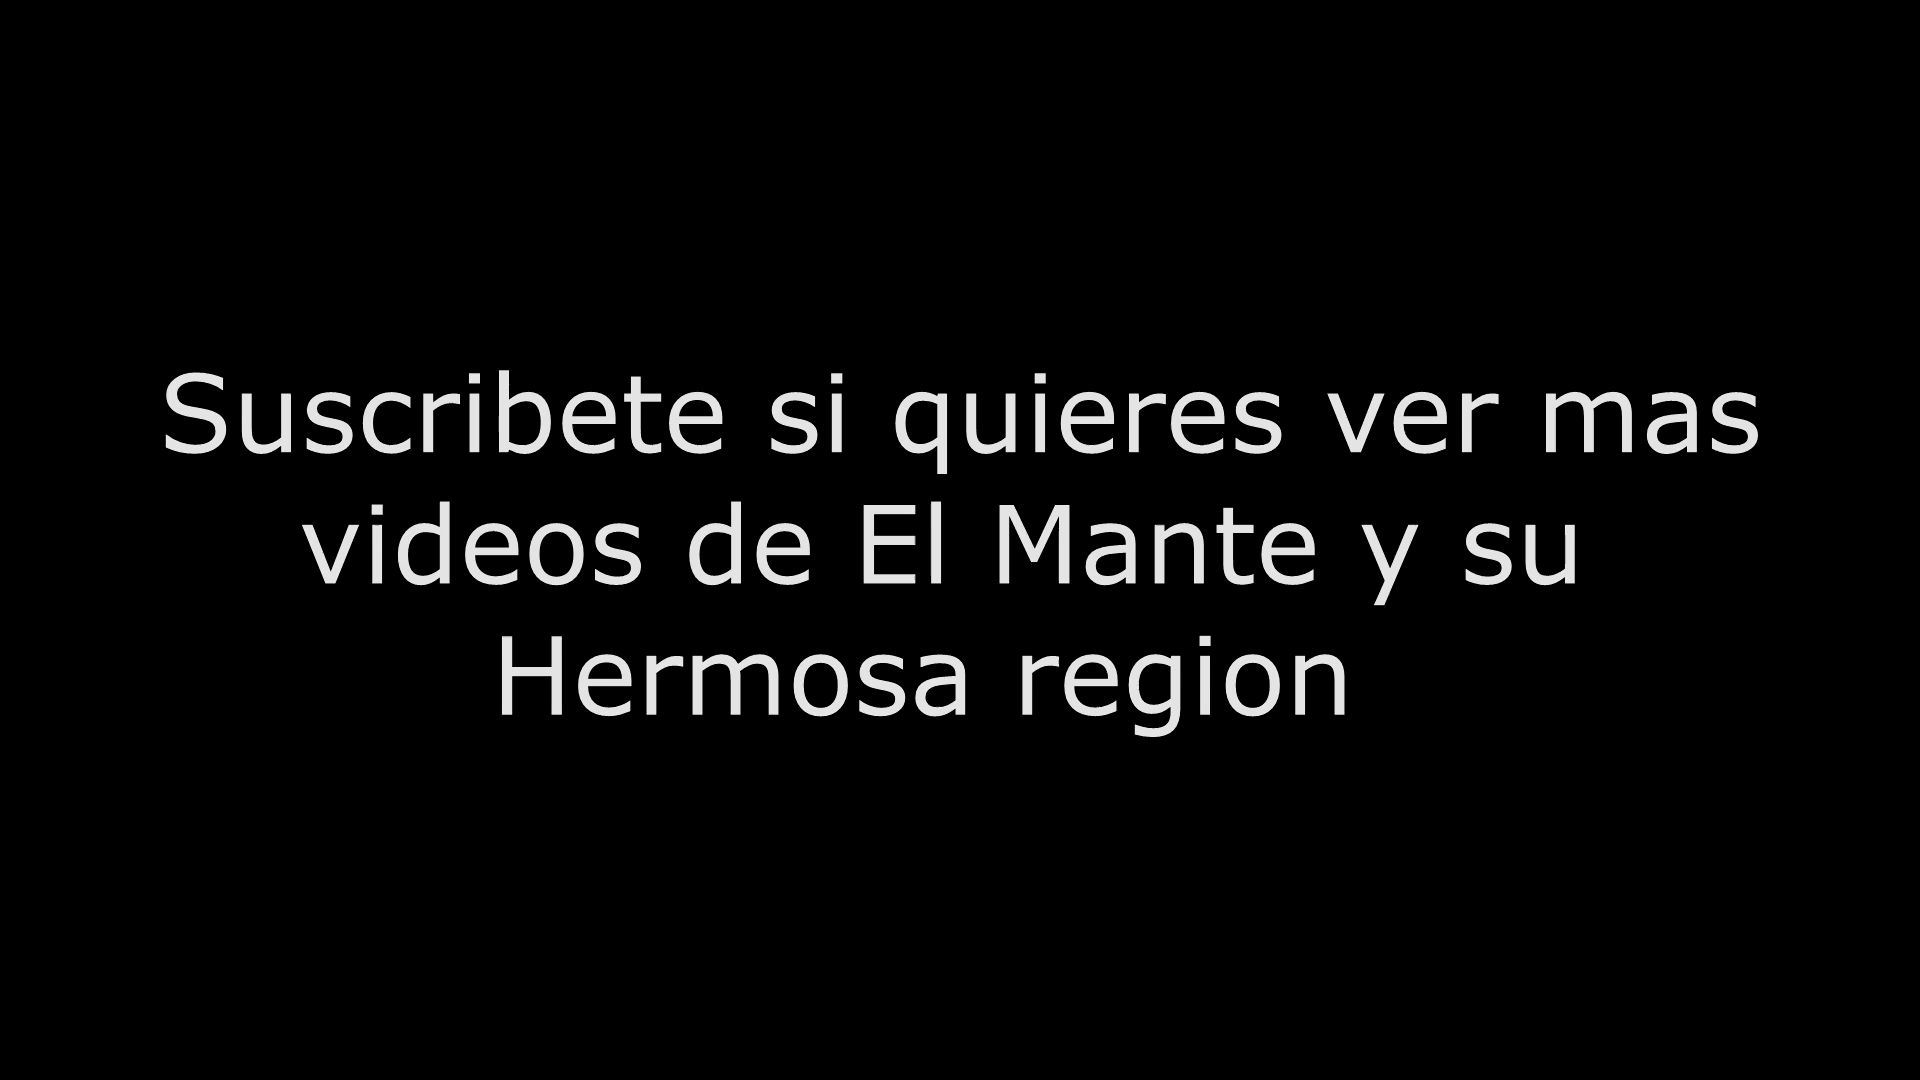 Suscribete si quieres ver mas
videos de El Mante y su
Hermosa region